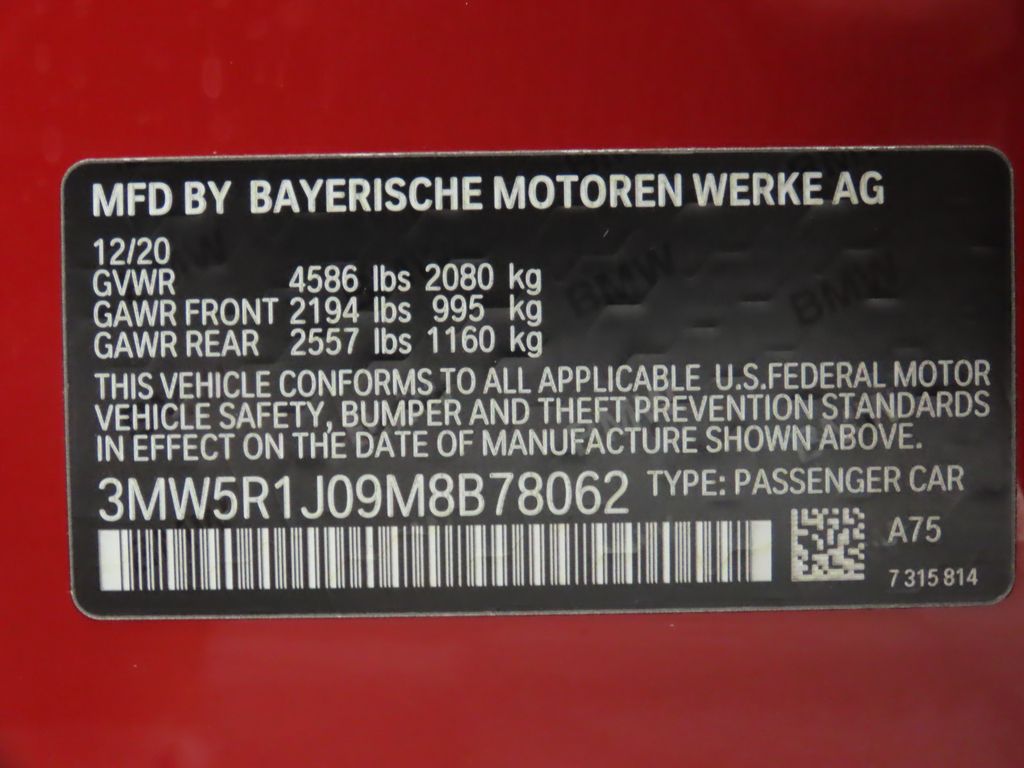 MFD BY BAYERISCHE MOTOREN WERKE AG
12/20
GVWR 4586 lbs 2080 kg
GAWR FRONT 2194 lbs 995 kg
GAWR REAR 2557 lbs 1160 kg
THIS VEHICLE CONFORMS TO ALL APPLICABLE U.S.FEDERAL MOTOR
VEHICLE SAFETY, BUMPER AND THEFT PREVENTION STANDARDS
IN EFFECT ON THE DATE OF MANUFACTURE SHOWN ABOVE.
3MW5R1J09M8B78062 TYPE: PASSENGER CAR
A75
7 315 814